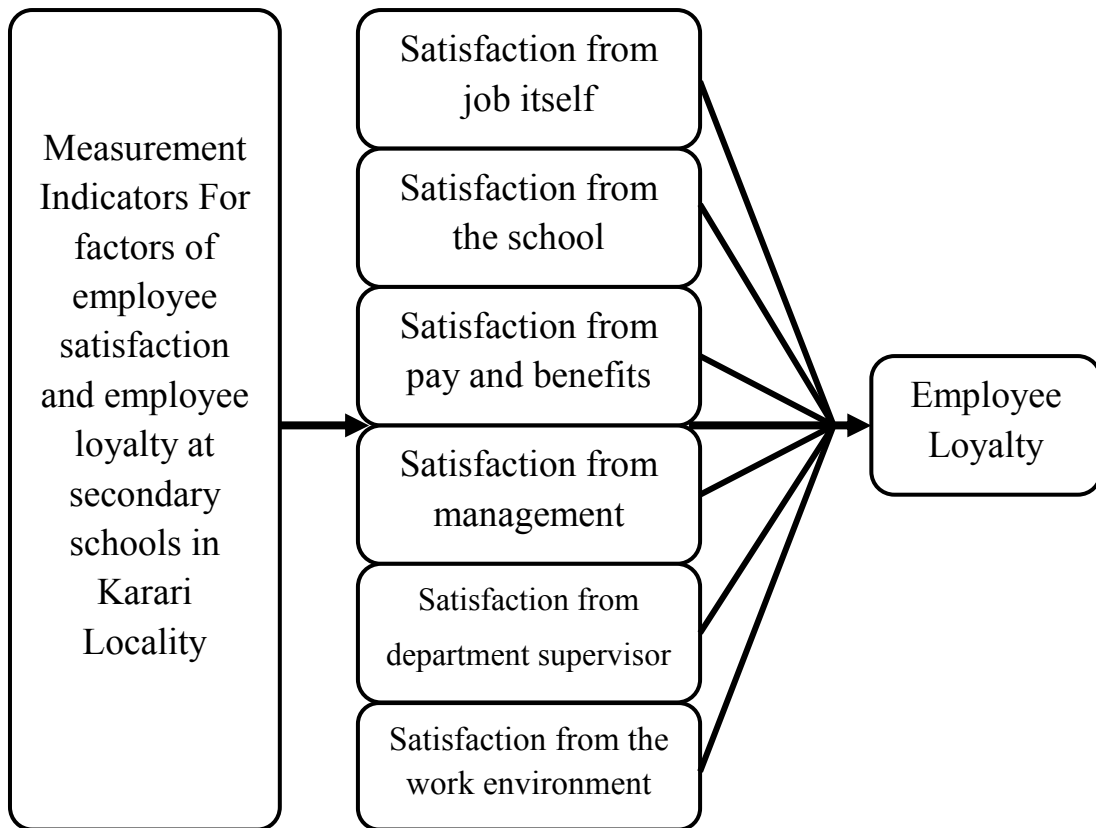 Measurement
Indicators For
factors of
employee
satisfaction
and employee
loyalty at
secondary
schools in
Karari
Locality
Satisfaction from
job itself
Satisfaction from
the school
Satisfaction from
pay and benefits
Satisfaction from
management
Satisfaction from
department supervisor
Satisfaction from the
work environment
Employee
Loyalty